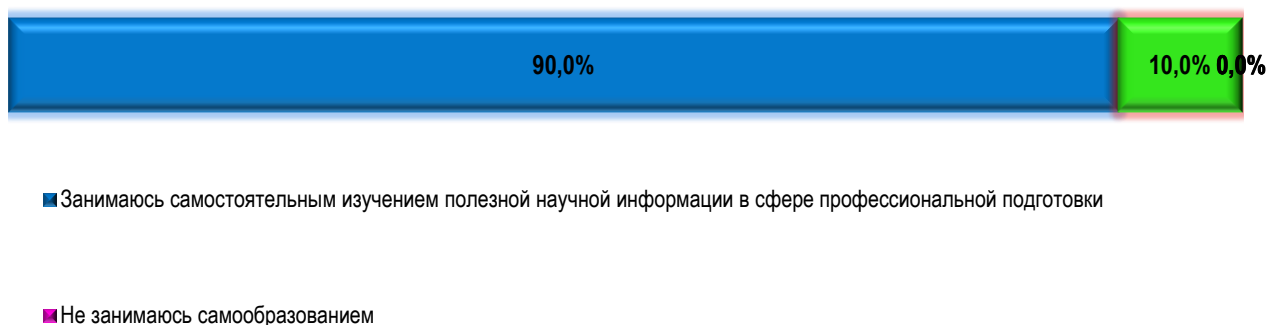 90,0% 10,0% 0,0%
Занимаюсь самостоятельным изучением полезной научной информации в сфере профессиональной подготовки
Не занимаюсь самообразованием